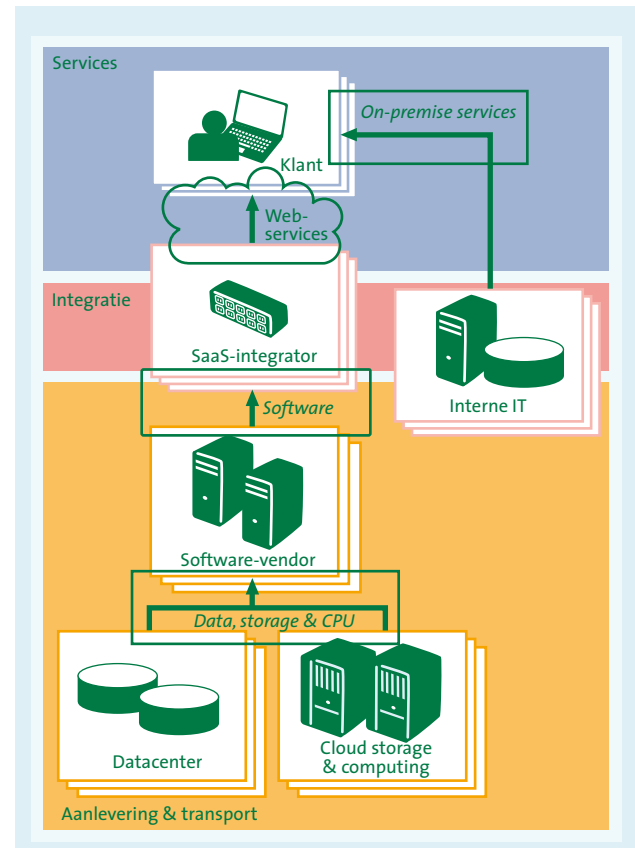 Services
On-premise services
Klant
Web-
services
Integratie
SaaS-integrator
Interne IT
Software
Software-vendor
Data, storage & CPU
Datacenter
Cloud storage
& computing
Aanlevering & transport